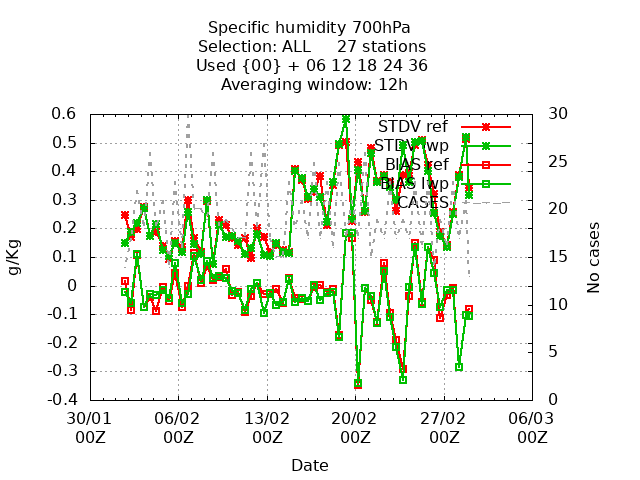 Specific humidity 700hPa
Selection: ALL 27 stations
Used {00} + 06 12 18 24 36
Averaging window: 12h
0.6
0.5
0.4
0.3
0.2
0.1
0
-0.1
-0.2
-0.3
-0.4
g/Kg
STDV ref
STDV lwp
BIAS ref
BIAS lwp
CASES
30
25
20
15
10
5
0
No cases
30/01 06/02 13/02 20/02 27/02 06/03
00Z 00Z 00Z 00Z 00Z 00Z
Date